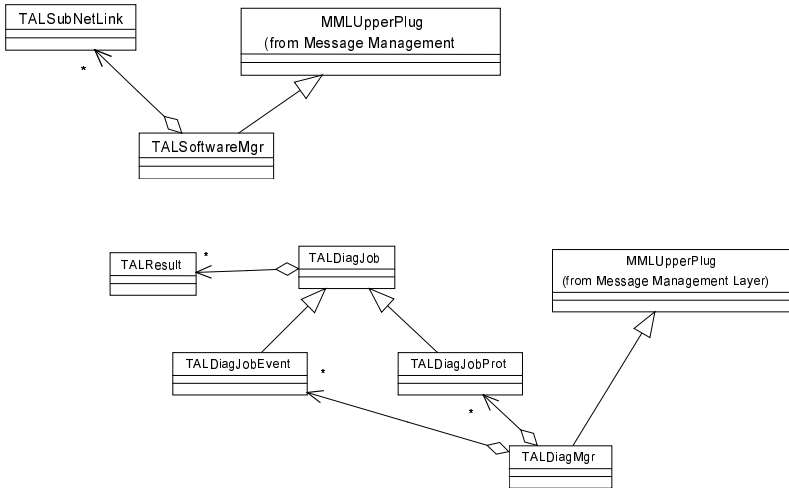 TALSubNetLink
MMLUpperPlug
(from Message Management
*
TALSoftwareMgr
TALResult
*
TALDiagJob
MMLUpperPlug
(from Message Management Layer)
TALDiagJobEvent
*
TALDiagJobProt
*
TALDiagMgr